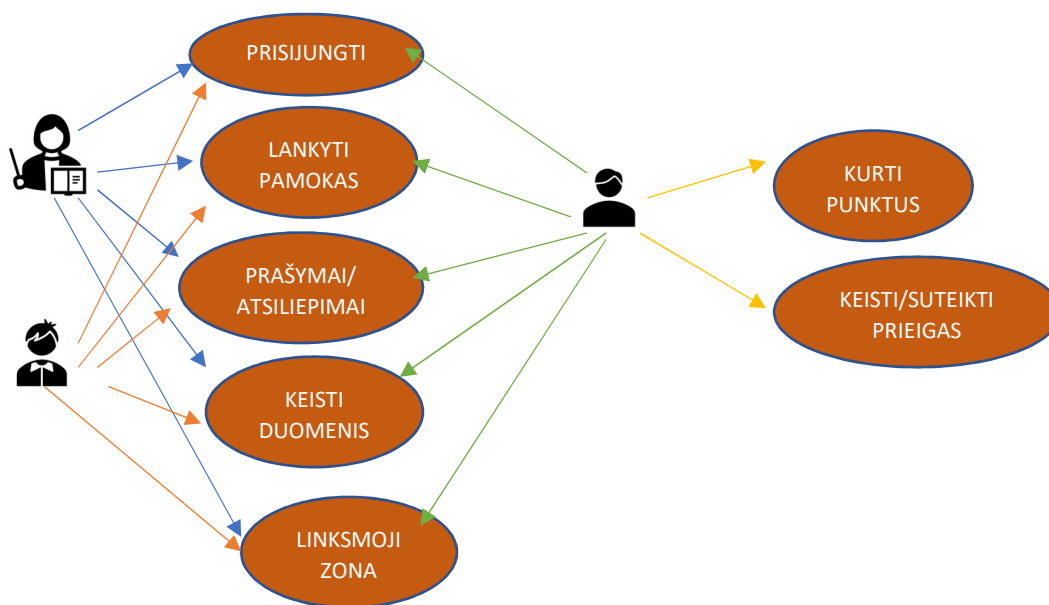 PRISIJUNGTI
LANKYTI
PAMOKAS
PRAŠYMAI/
ATSILIEPIMAI
KEISTI
DUOMENIS
LINKSMOJI
ZONA
KURTI
PUNKTUS
KEISTI/SUTEIKTI
PRIEIGAS